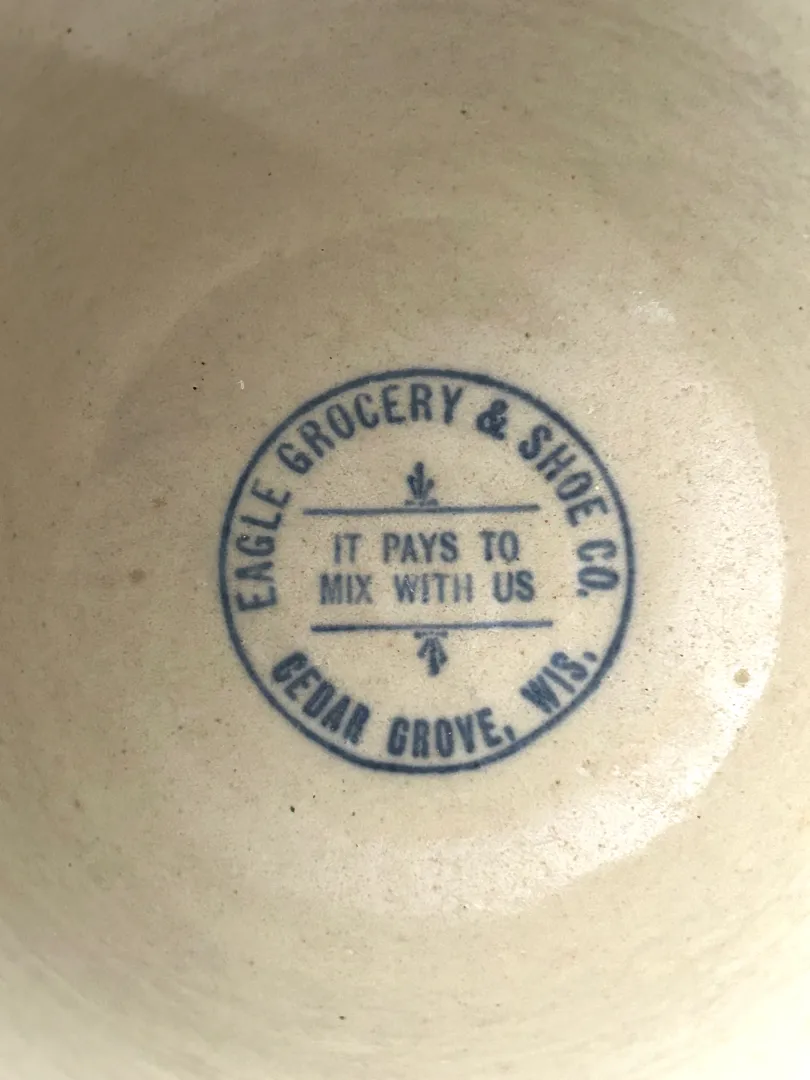 EAGLE GROCERY & SHOE CO.
IT PAYS TO
MIX WITH US
CEDAR GROVE, WIS.